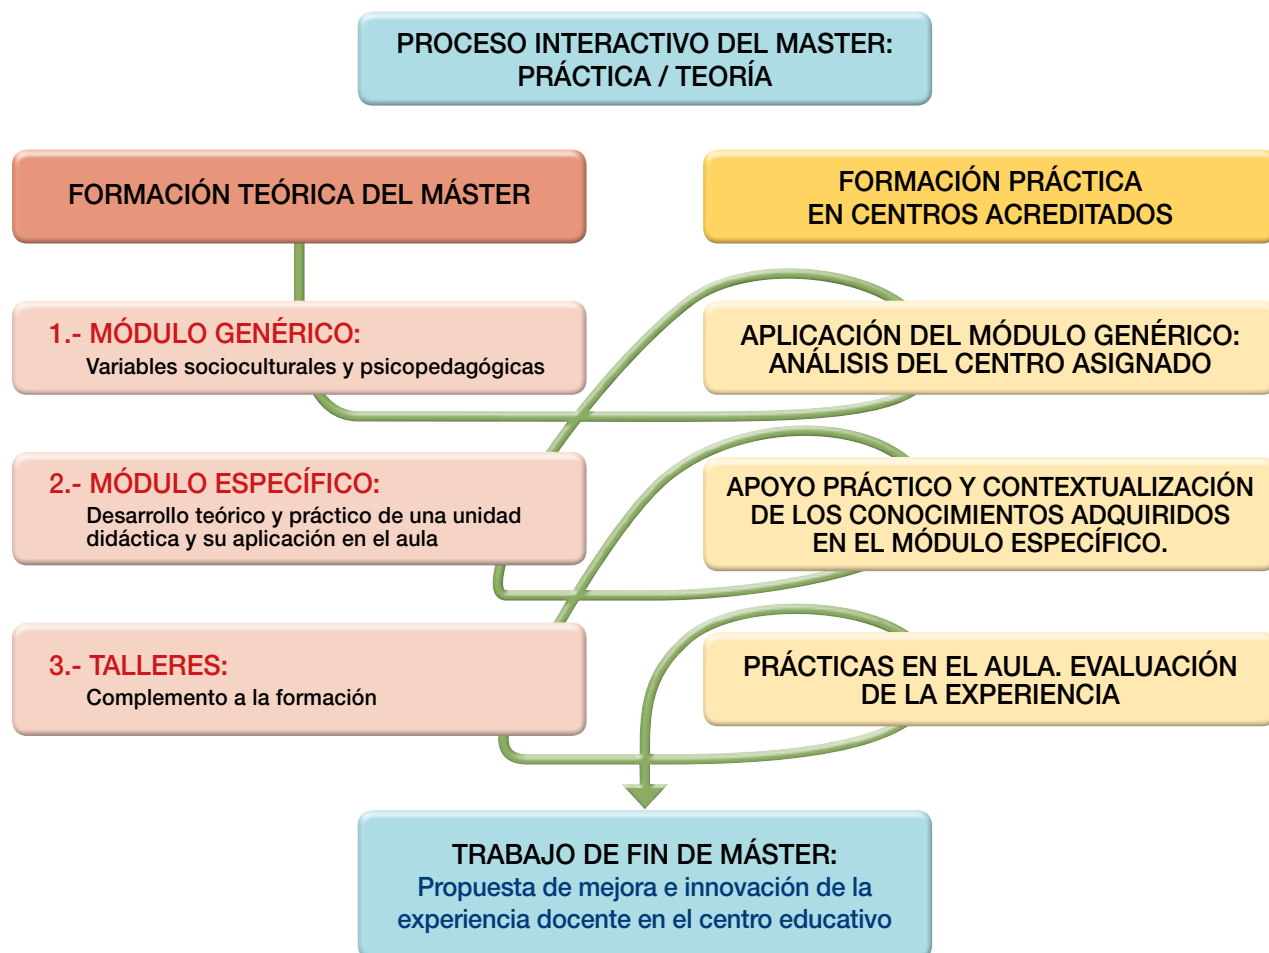 PROCESO INTERACTIVO DEL MASTER:
PRÁCTICA / TEORÍA
FORMACIÓN TEÓRICA DEL MÁSTER
FORMACIÓN PRÁCTICA
EN CENTROS ACREDITADOS
1.- MÓDULO GENÉRICO:
Variables socioculturales y psicopedagógicas
APLICACIÓN DEL MÓDULO GENÉRICO:
ANÁLISIS DEL CENTRO ASIGNADO
2.- MÓDULO ESPECÍFICO:
Desarrollo teórico y práctico de una unidad
didáctica y su aplicación en el aula
APOYO PRÁCTICO Y CONTEXTUALIZACIÓN
DE LOS CONOCIMIENTOS ADQUIRIDOS
EN EL MÓDULO ESPECÍFICO.
3.- TALLERES:
Complemento a la formación
PRÁCTICAS EN EL AULA. EVALUACIÓN
DE LA EXPERIENCIA
TRABAJO DE FIN DE MÁSTER:
Propuesta de mejora e innovación de la
experiencia docente en el centro educativo